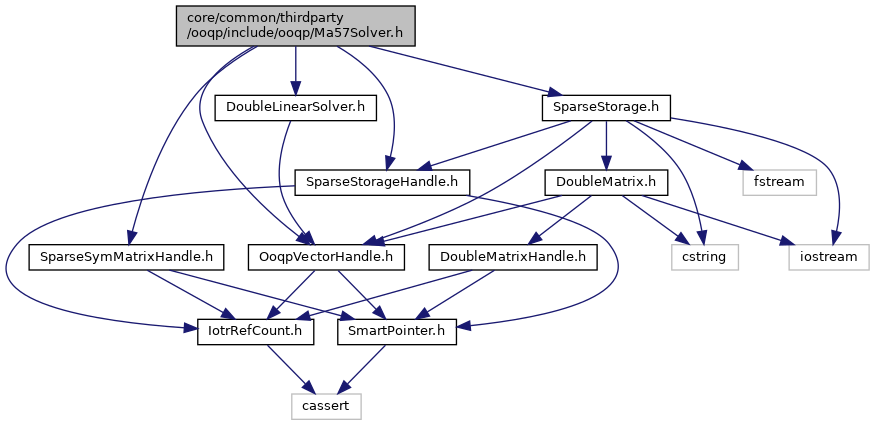 core/common/thirdparty
/ooqp/include/ooqp/Ma57Solver.h
DoubleLinearSolver.h
SparseStorage.h
SparseStorageHandle.h
DoubleMatrix.h
fstream
SparseSymMatrixHandle.h
OoqpVectorHandle.h
DoubleMatrixHandle.h
cstring
iostream
IotrRefCount.h
SmartPointer.h
cassert